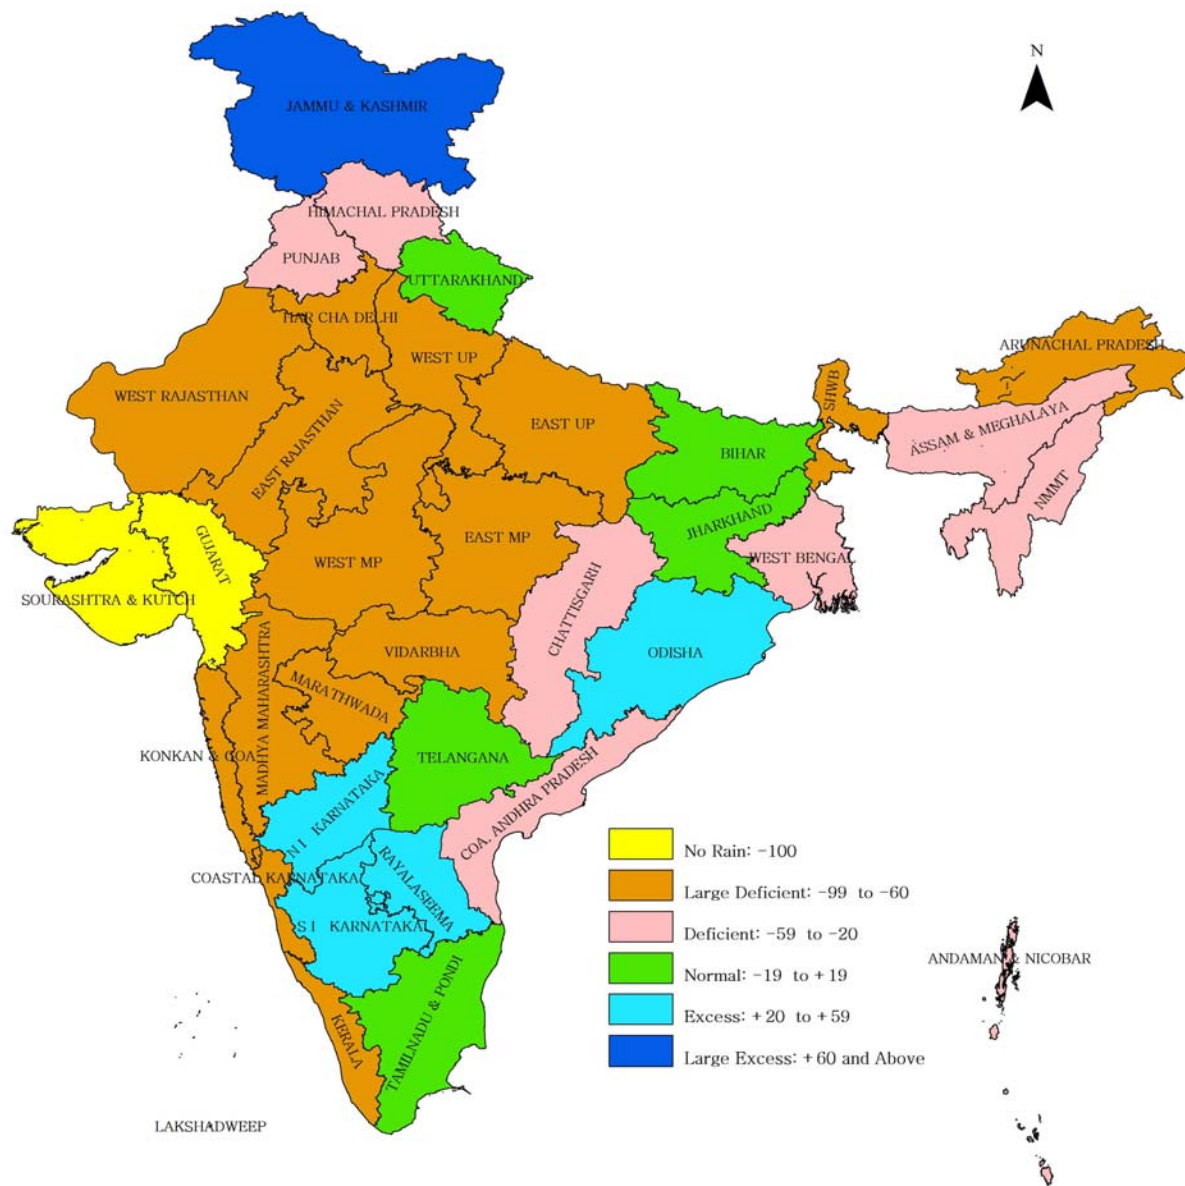 N
JAMMU & KASHMIR
HIMACHAL PRADESH
PUNJAB
UTTARAKHAND
HAR CHA DELHI
ARUNACHAL PRADESH
WEST UP
SHWB
WEST RAJASTHAN
EAST RAJASTHAN
EAST UP
ASSAM & MEGHALAYA
BIHAR
NMMT
JHARKHAND
GUJARAT
EAST MP
WEST MP
WEST BENGAL
SOURASHTRA & KUTCH
CHATTISGARH
VIDARBHA
ODISHA
MADHYA MAHARASHTRA
MARATHWADA
KONKAN & GOA
TELANGANA
COA. ANDHRA PRADESH
N I KARNATAKA
No Rain: -100
COASTAL KARNATAKA
RAYALASEEMA
Large Deficient: -99 to -60
S I KARNATAKA
Deficient: -59 to -20
ANDAMAN & NICOBAR
Normal: -19 to +19
Excess: +20 to +59
KERALA
TAMILNADU & PONDI
Large Excess: +60 and Above
LAKSHADWEEP